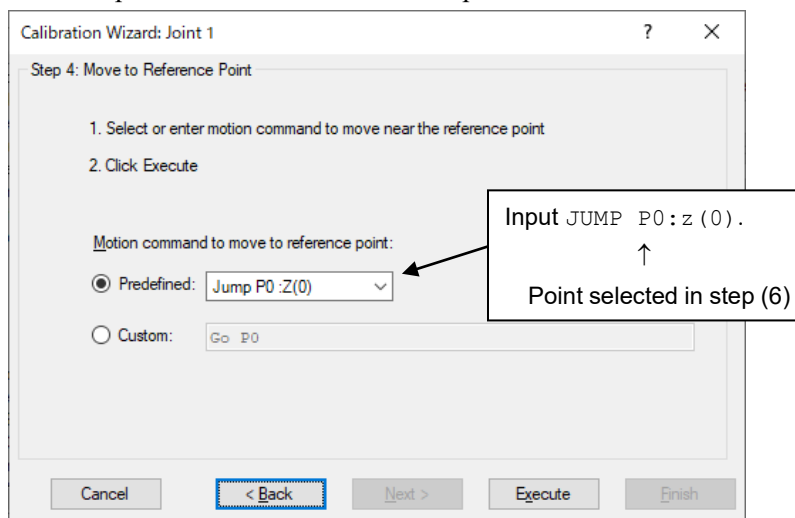 Calibration Wizard: Joint 1 ? ×
Step 4: Move to Reference Point
1. Select or enter motion command to move near the reference point
2. Click Execute
Input JUMP P0:z(0).
↑
Point selected in step (6)
Motion command to move to reference point:
Predefined: Jump P0 :Z(0)
Custom: Go P0
Cancel < Back Next > Execute Finish